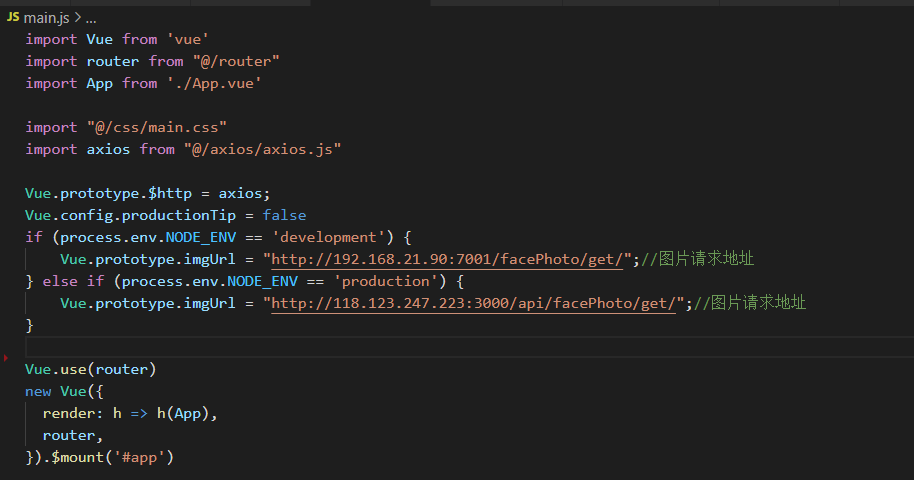 JS main.js > ...
import Vue from 'vue'
import router from "@/router"
import App from './App.vue'
import "@/css/main.css"
import axios from "@/axios/axios.js"
Vue.prototype.$http = axios;
Vue.config.productionTip = false
if (process.env.NODE_ENV == 'development') {
Vue.prototype.imgUrl = "http://192.168.21.90:7001/facePhoto/get/";//图片请求地址
} else if (process.env.NODE_ENV == 'production') {
Vue.prototype.imgUrl = "http://118.123.247.223:3000/api/facePhoto/get/";//图片请求地址
}
Vue.use(router)
new Vue({
render: h => h(App),
router,
}).$mount('#app')